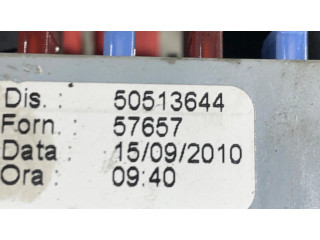 Dis. : 50513644
Forn. : 57657
Data : 15/09/2010
Ora : 09:40